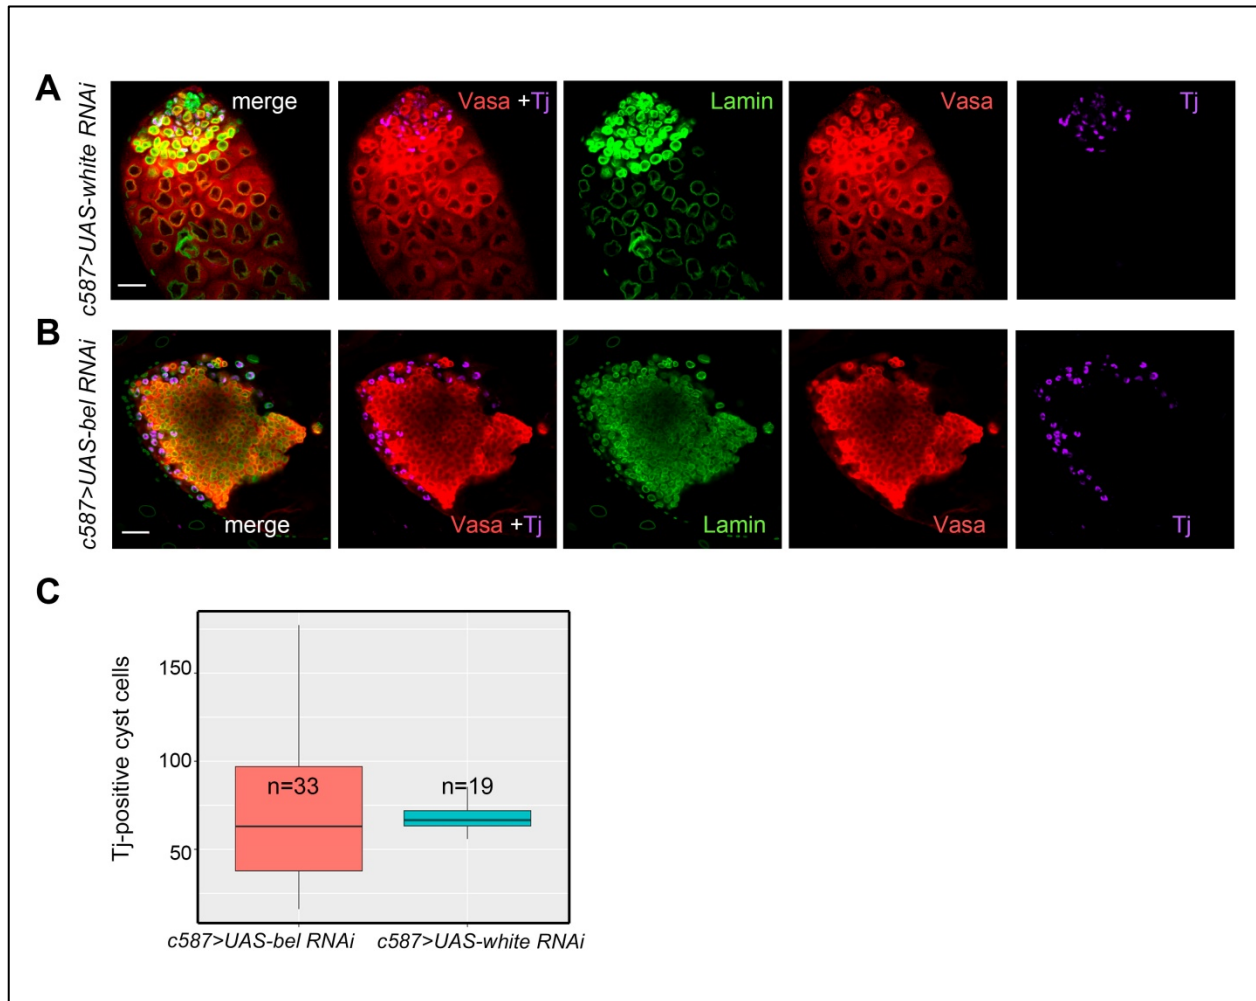 A
c587>UAS-white RNAi
merge
Vasa +Tj
Lamin
Vasa
Tj
B
c587>UAS-bel RNAi
merge
Vasa +Tj
Lamin
Vasa
Tj
C
Tj-positive cyst cells
150
100
50
n=33
n=19
c587>UAS-bel RNAi
c587>UAS-white RNAi